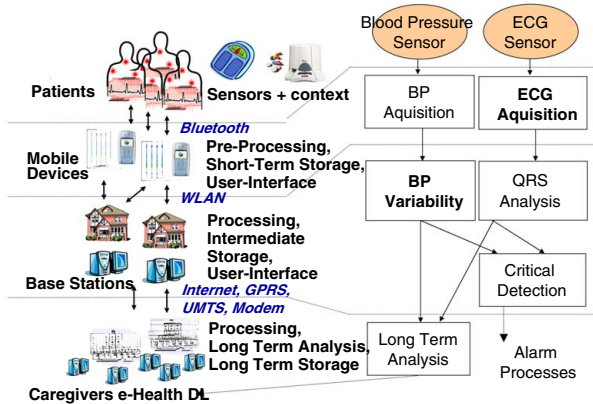 Blood Pressure
Sensor
ECG
Sensor
Patients
Sensors + context
BP
Aquisition
ECG
Aquisition
Bluetooth
Mobile
Devices
Pre-Processing,
Short-Term Storage,
User-Interface
BP
Variability
QRS
Analysis
WLAN
Processing,
Intermediate
Storage,
User-Interface
Base Stations
Critical
Detection
Internet, GPRS,
UMTS, Modem
Processing,
Long Term Analysis,
Long Term Storage
Long Term
Analysis
Alarm
Processes
Caregivers e-Health DL